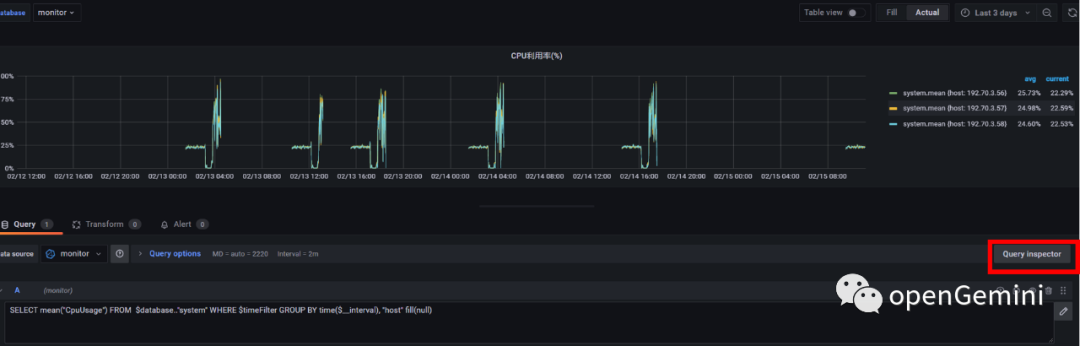 atabase monitor Table view Fill Actual Last 3 days
CPU利用率(%)
avg current
system.mean (host: 192.70.3.56) 25.73% 22.29%
system.mean (host: 192.70.3.57) 24.98% 22.59%
system.mean (host: 192.70.3.58) 24.60% 22.53%
00%
75%
50%
25%
0%
02/12 12:00 02/12 16:00 02/12 20:00 02/13 00:00 02/13 04:00 02/13 08:00 02/13 12:00 02/13 16:00 02/13 20:00 02/14 00:00 02/14 04:00 02/14 08:00 02/14 12:00 02/14 16:00 02/14 20:00 02/15 00:00 02/15 04:00 02/15 08:00
Query 1 Transform 0 Alert 0
ata source monitor Query options MD = auto = 2220 Interval = 2m Query inspector
A (monitor)
SELECT mean("CpuUsage") FROM $database.."system" WHERE $timeFilter GROUP BY time($__interval), "host" fill(null)
openGemini